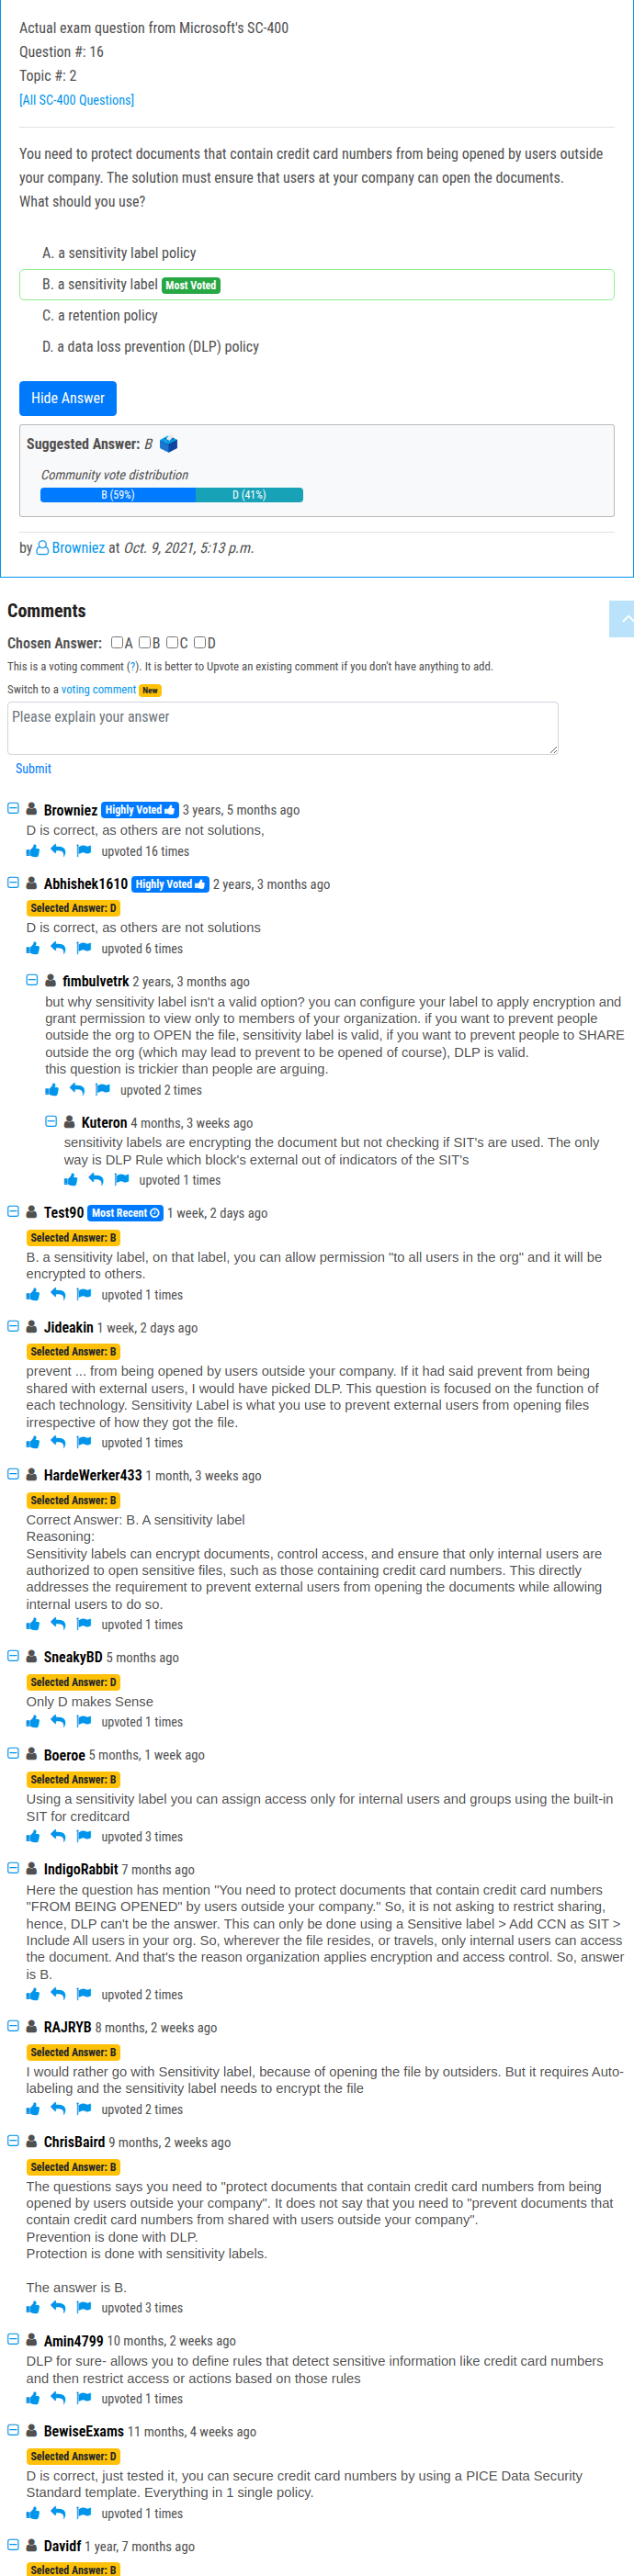 Actual exam question from Microsoft's SC-400
Question #: 16
Topic #: 2
[All SC-400 Questions]
You need to protect documents that contain credit card numbers from being opened by users outside
your company. The solution must ensure that users at your company can open the documents.
What should you use?
A. a sensitivity label policy
B. a sensitivity label Most Voted
C. a retention policy
D. a data loss prevention (DLP) policy
Hide Answer
Suggested Answer: B
Community vote distribution
B (59%) D (41%)
by Browniez at Oct. 9, 2021, 5:13 p.m.
Comments
Chosen Answer: A B C D
This is a voting comment (?). It is better to Upvote an existing comment if you don't have anything to add.
Switch to a voting comment New
Please explain your answer
Submit
Browniez Highly Voted 3 years, 5 months ago
D is correct, as others are not solutions,
upvoted 16 times
Abhishek1610 Highly Voted 2 years, 3 months ago
Selected Answer: D
D is correct, as others are not solutions
upvoted 6 times
fimbulvetrk 2 years, 3 months ago
but why sensitivity label isn't a valid option? you can configure your label to apply encryption and
grant permission to view only to members of your organization. if you want to prevent people
outside the org to OPEN the file, sensitivity label is valid, if you want to prevent people to SHARE
outside the org (which may lead to prevent to be opened of course), DLP is valid.
this question is trickier than people are arguing.
upvoted 2 times
Kuteron 4 months, 3 weeks ago
sensitivity labels are encrypting the document but not checking if SIT's are used. The only
way is DLP Rule which block's external out of indicators of the SIT's
upvoted 1 times
Test90 Most Recent 1 week, 2 days ago
Selected Answer: B
B. a sensitivity label, on that label, you can allow permission "to all users in the org" and it will be
encrypted to others.
upvoted 1 times
Jideakin 1 week, 2 days ago
Selected Answer: B
prevent ... from being opened by users outside your company. If it had said prevent from being
shared with external users, I would have picked DLP. This question is focused on the function of
each technology. Sensitivity Label is what you use to prevent external users from opening files
irrespective of how they got the file.
upvoted 1 times
HardeWerker433 1 month, 3 weeks ago
Selected Answer: B
Correct Answer: B. A sensitivity label
Reasoning:
Sensitivity labels can encrypt documents, control access, and ensure that only internal users are
authorized to open sensitive files, such as those containing credit card numbers. This directly
addresses the requirement to prevent external users from opening the documents while allowing
internal users to do so.
upvoted 1 times
SneakyBD 5 months ago
Selected Answer: D
Only D makes Sense
upvoted 1 times
Boeroe 5 months, 1 week ago
Selected Answer: B
Using a sensitivity label you can assign access only for internal users and groups using the built-in
SIT for creditcard
upvoted 3 times
IndigoRabbit 7 months ago
Here the question has mention "You need to protect documents that contain credit card numbers
"FROM BEING OPENED" by users outside your company." So, it is not asking to restrict sharing,
hence, DLP can't be the answer. This can only be done using a Sensitive label > Add CCN as SIT >
Include All users in your org. So, wherever the file resides, or travels, only internal users can access
the document. And that's the reason organization applies encryption and access control. So, answer
is B.
upvoted 2 times
RAJRYB 8 months, 2 weeks ago
Selected Answer: B
I would rather go with Sensitivity label, because of opening the file by outsiders. But it requires Auto-
labeling and the sensitivity label needs to encrypt the file
upvoted 2 times
ChrisBaird 9 months, 2 weeks ago
Selected Answer: B
The questions says you need to "protect documents that contain credit card numbers from being
opened by users outside your company". It does not say that you need to "prevent documents that
contain credit card numbers from shared with users outside your company".
Prevention is done with DLP.
Protection is done with sensitivity labels.
The answer is B.
upvoted 3 times
Amin4799 10 months, 2 weeks ago
DLP for sure- allows you to define rules that detect sensitive information like credit card numbers
and then restrict access or actions based on those rules
upvoted 1 times
BewiseExams 11 months, 4 weeks ago
Selected Answer: D
D is correct, just tested it, you can secure credit card numbers by using a PICE Data Security
Standard template. Everything in 1 single policy.
upvoted 1 times
Davidf 1 year, 7 months ago
Selected Answer: B